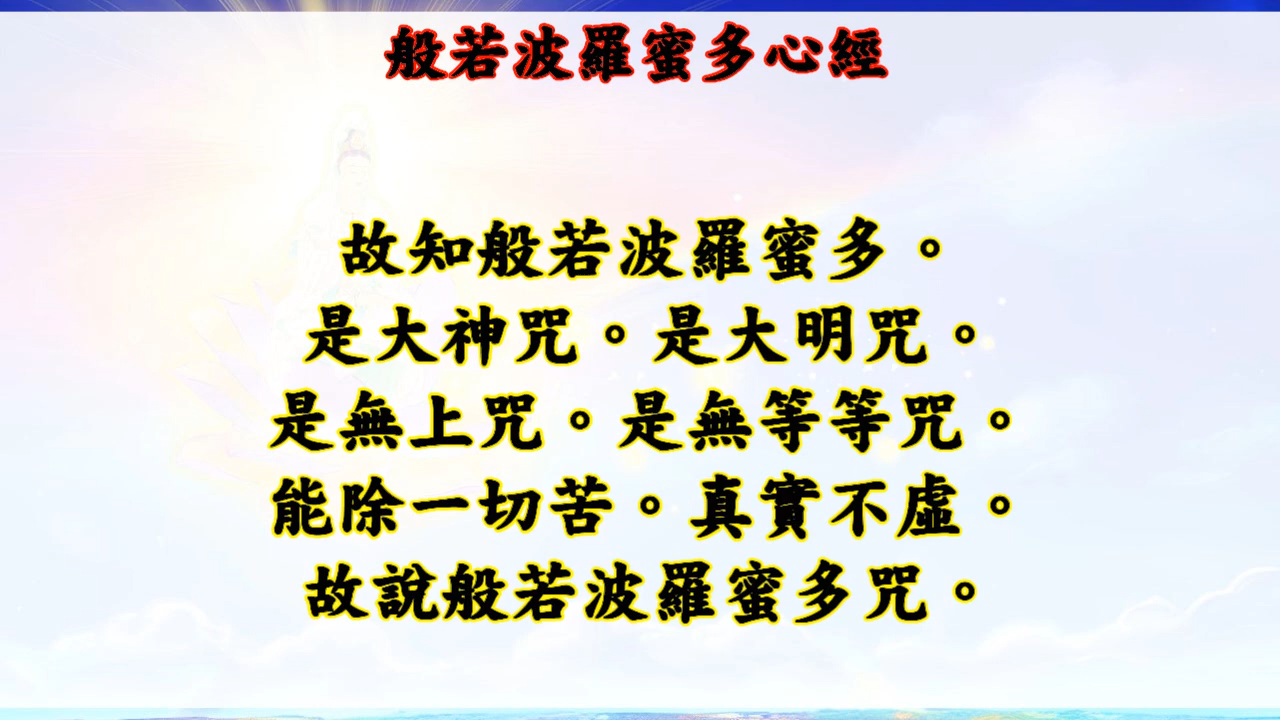 般若波羅蜜多心經
故知般若波羅蜜多。
是大神咒。是大明咒。
是無上咒。是無等等咒。
能除一切苦。真實不虛。
故說般若波羅蜜多咒。